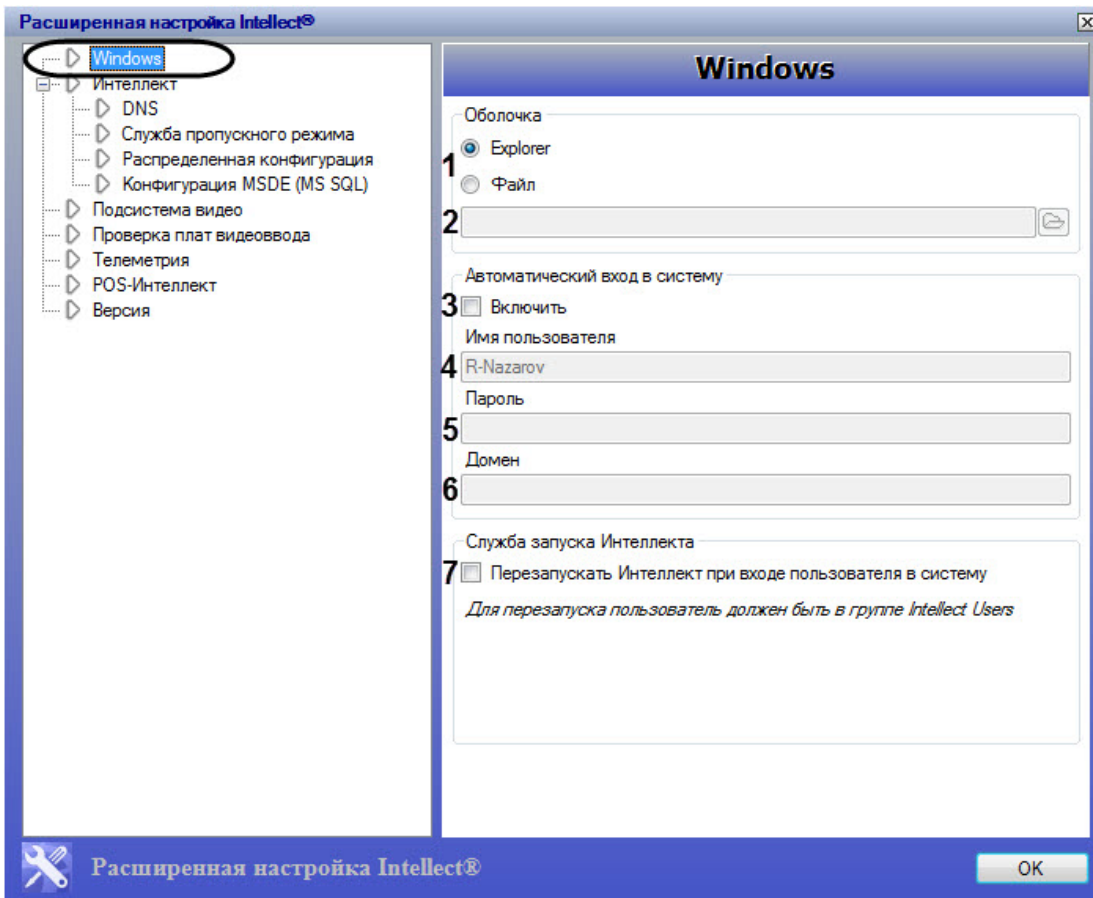 Расширенная настройка Intellect®
Windows
Интеллект
DNS
Служба пропускного режима
Распределенная конфигурация
Конфигурация MSDE (MS SQL)
Подсистема видео
Проверка плат видеоввода
Телеметрия
POS-Интеллект
Версия
Windows
Оболочка
1
Explorer
Файл
2
Автоматический вход в систему
3 Включить
Имя пользователя
4 R-Nazarov
Пароль
5
Домен
6
Служба запуска Интеллекта
7 Перезапускать Интеллект при входе пользователя в систему
Для перезапуска пользователь должен быть в группе Intellect Users
Расширенная настройка Intellect®
OK